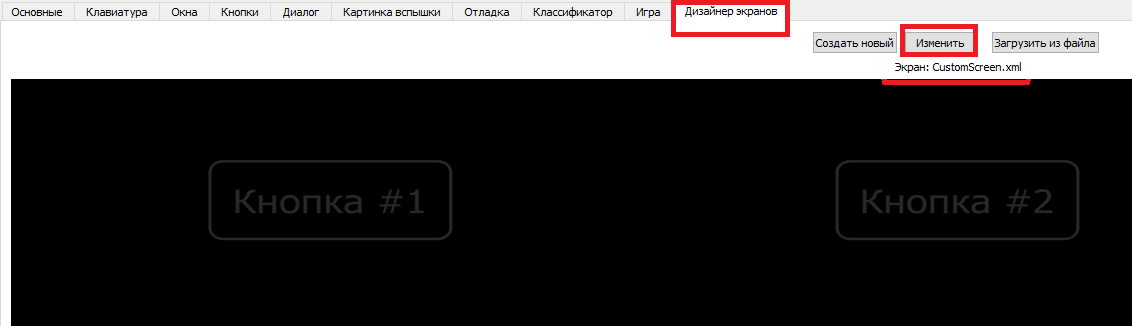 Основные Клавиатура Окна Кнопки Диалог Картинка вспышки Отладка Классификатор Игра Дизайнер экранов
Создать новый Изменить Загрузить из файла
Экран: CustomScreen.xml
Кнопка #1 Кнопка #2